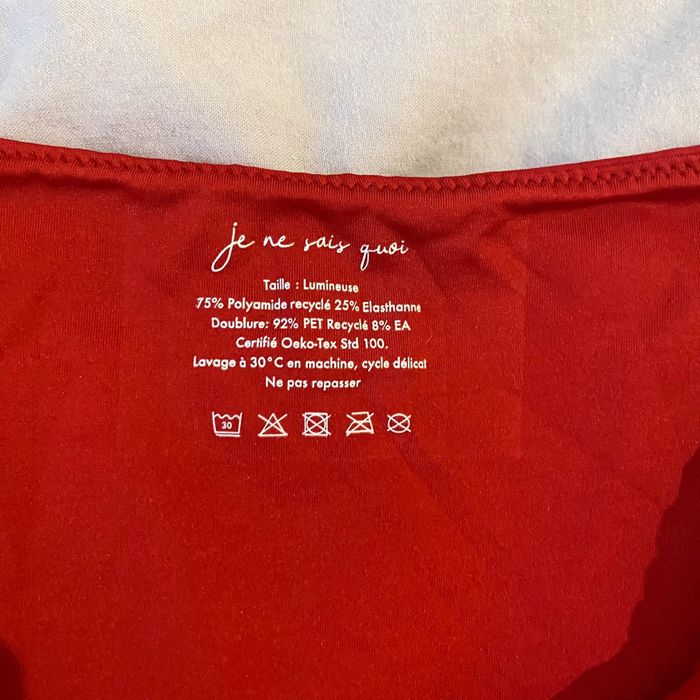 je ne sais quoi
Taille : Lumineuse
75% Polyamide recyclé 25% Elasthanne
Doublure: 92% PET Recyclé 8% EA
Certifié Oeko-Tex Std 100.
Lavage à 30°C en machine, cycle délicat
Ne pas repasser
30